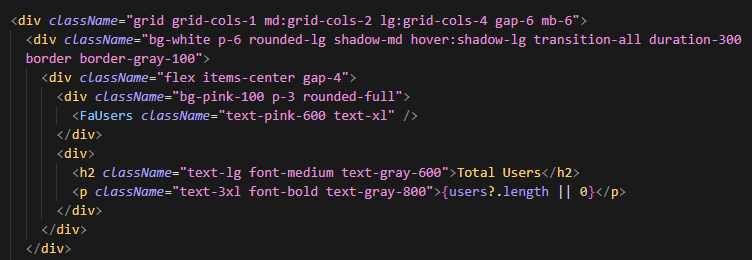 <div className="grid grid-cols-1 md:grid-cols-2 lg:grid-cols-4 gap-6 mb-6">
<div className="bg-white p-6 rounded-lg shadow-md hover:shadow-lg transition-all duration-300
border border-gray-100">
<div className="flex items-center gap-4">
<div className="bg-pink-100 p-3 rounded-full">
<FaUsers className="text-pink-600 text-xl" />
</div>
<div>
<h2 className="text-lg font-medium text-gray-600">Total Users</h2>
<p className="text-3xl font-bold text-gray-800">{users?.length || 0}</p>
</div>
</div>
</div>